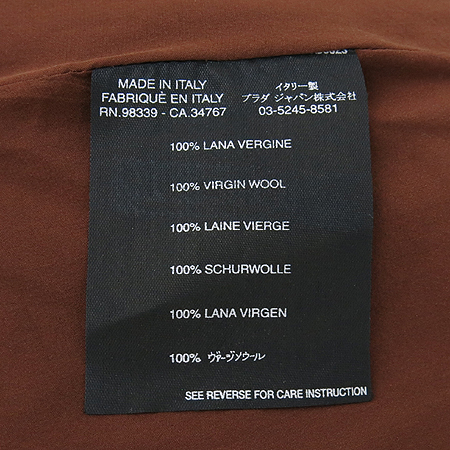 MADE IN ITALY
FABRIQUÈ EN ITALY
RN.98339 - CA.34767
イタリー製
プラダ ジャパン株式会社
03-5245-8581
100% LANA VERGINE
100% VIRGIN WOOL
100% LAINE VIERGE
100% SCHURWOLLE
100% LANA VIRGEN
100% ヴァージンウール
SEE REVERSE FOR CARE INSTRUCTION